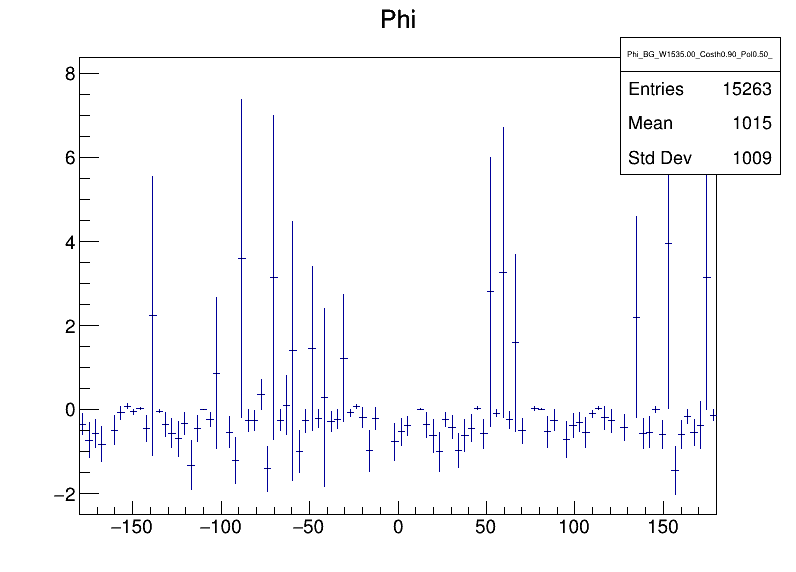 Phi
Phi_BG_W1535.00_Costh0.90_Pol0.50_
Entries 15263
Mean 1015
Std Dev 1009
8
6
4
2
0
−2
−150 −100 −50 0 50 100 150